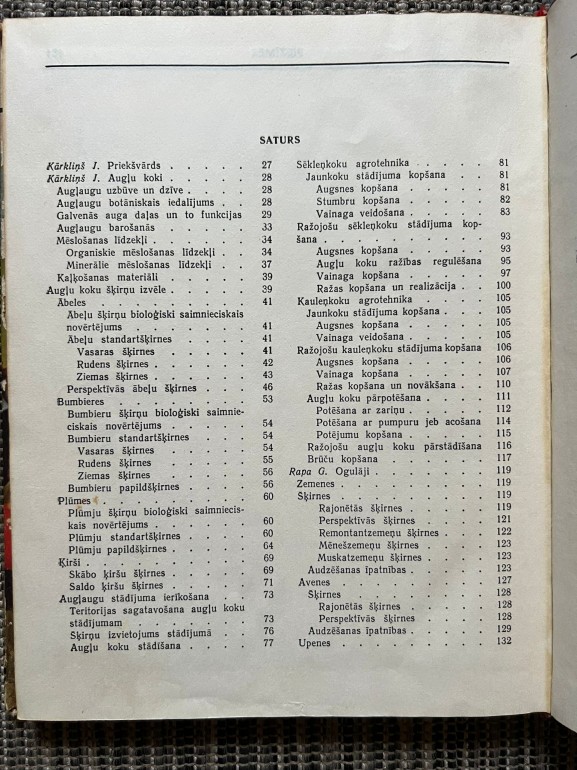 SATURS
Kārkliņš J. Priekšvārds . . . . . 27
Kārkliņš J. Augļu koki . . . . . 28
Augļaugu uzbūve un dzīve . . . . 28
Augļaugu botāniskais iedalījums . . 28
Galvenās auga daļas un to funkcijas 29
Augļaugu barošanās . . . . . 33
Mēslošanas līdzekļi . . . . . 34
Organiskie mēslošanas līdzekļi . . 34
Minerālie mēslošanas līdzekļi . . 37
Kaļķošanas materiāli . . . . . 39
Augļu koku šķirņu izvēle . . . . 41
Ābeles . . . . . . . . . 41
Ābeļu šķirņu bioloģiski saimnieciskais
novērtējums . . . . . . . 41
Ābeļu standartšķirnes . . . . . 41
Vasaras šķirnes . . . . . 41
Rudens šķirnes . . . . . 42
Ziemas šķirnes . . . . . 43
Perspektīvās ābeļu šķirnes . . . 46
Bumbieres . . . . . . . . 53
Bumbieru šķirņu bioloģiski saimnie-
ciskais novērtējums . . . . . 54
Bumbieru standartšķirnes . . . . 54
Vasaras šķirnes . . . . . 54
Rudens šķirnes . . . . . 55
Ziemas šķirnes . . . . . 56
Bumbieru papildšķirnes . . . . 56
Plūmes . . . . . . . . . 60
Plūmju šķirņu bioloģiski saimniecis-
kais novērtējums . . . . . . 60
Plūmju standartšķirnes . . . . 60
Plūmju papildšķirnes . . . . . 64
Ķirši . . . . . . . . . . 69
Skābo ķiršu šķirnes . . . . . 69
Saldo ķiršu šķirnes . . . . . 71
Augļaugu stādījuma ierīkošana . . . 73
Teritorijas sagatavošana augļu koku
stādījumam . . . . . . . 73
Šķirņu izvietojums stādījumā . . 76
Augļu koku stādīšana . . . . . 77
Sēkleņkoku agrotehnika . . . . . 81
Jaunkoku stādījuma kopšana . . . 81
Augsnes kopšana . . . . . 81
Stumbru kopšana . . . . . 82
Vainaga veidošana . . . . . 83
Ražojošu sēkleņkoku stādījuma kop-
šana . . . . . . . . . 93
Augsnes kopšana . . . . . 93
Augļu koku ražības regulēšana 95
Vainaga kopšana . . . . . 97
Ražas kopšana un realizācija . . 100
Kauleņkoku agrotehnika . . . . . 105
Jaunkoku stādījuma kopšana . . . 105
Augsnes kopšana . . . . . 105
Vainaga veidošana . . . . . 105
Ražojošu kauleņkoku stādījuma kopšana 106
Augsnes kopšana . . . . . 106
Vainaga kopšana . . . . . 107
Ražas kopšana un novākšana . . 110
Augļu koku pārpotēšana . . . . 111
Potēšana ar zariņu . . . . . 112
Potēšana ar pumpuru jeb acošana 114
Potējumu kopšana . . . . . 115
Ražojošu augļu koku pārstādīšana 116
Brūču kopšana . . . . . . 117
Rapa G. Ogulāji . . . . . . . 119
Zemenes . . . . . . . . . 119
Šķirnes . . . . . . . . . 119
Rajonētās šķirnes . . . . . 119
Perspektīvās šķirnes . . . . 121
Remontantzemeņu šķirnes . . . 122
Mēnešzemeņu šķirnes . . . . 123
Muskatzemeņu šķirnes . . . . 123
Audzēšanas īpatnības . . . . . 123
Avenes . . . . . . . . . 127
Šķirnes . . . . . . . . . 128
Rajonētās šķirnes . . . . . 128
Perspektīvās šķirnes . . . . 128
Audzēšanas īpatnības . . . . . 129
Upenes . . . . . . . . . 132